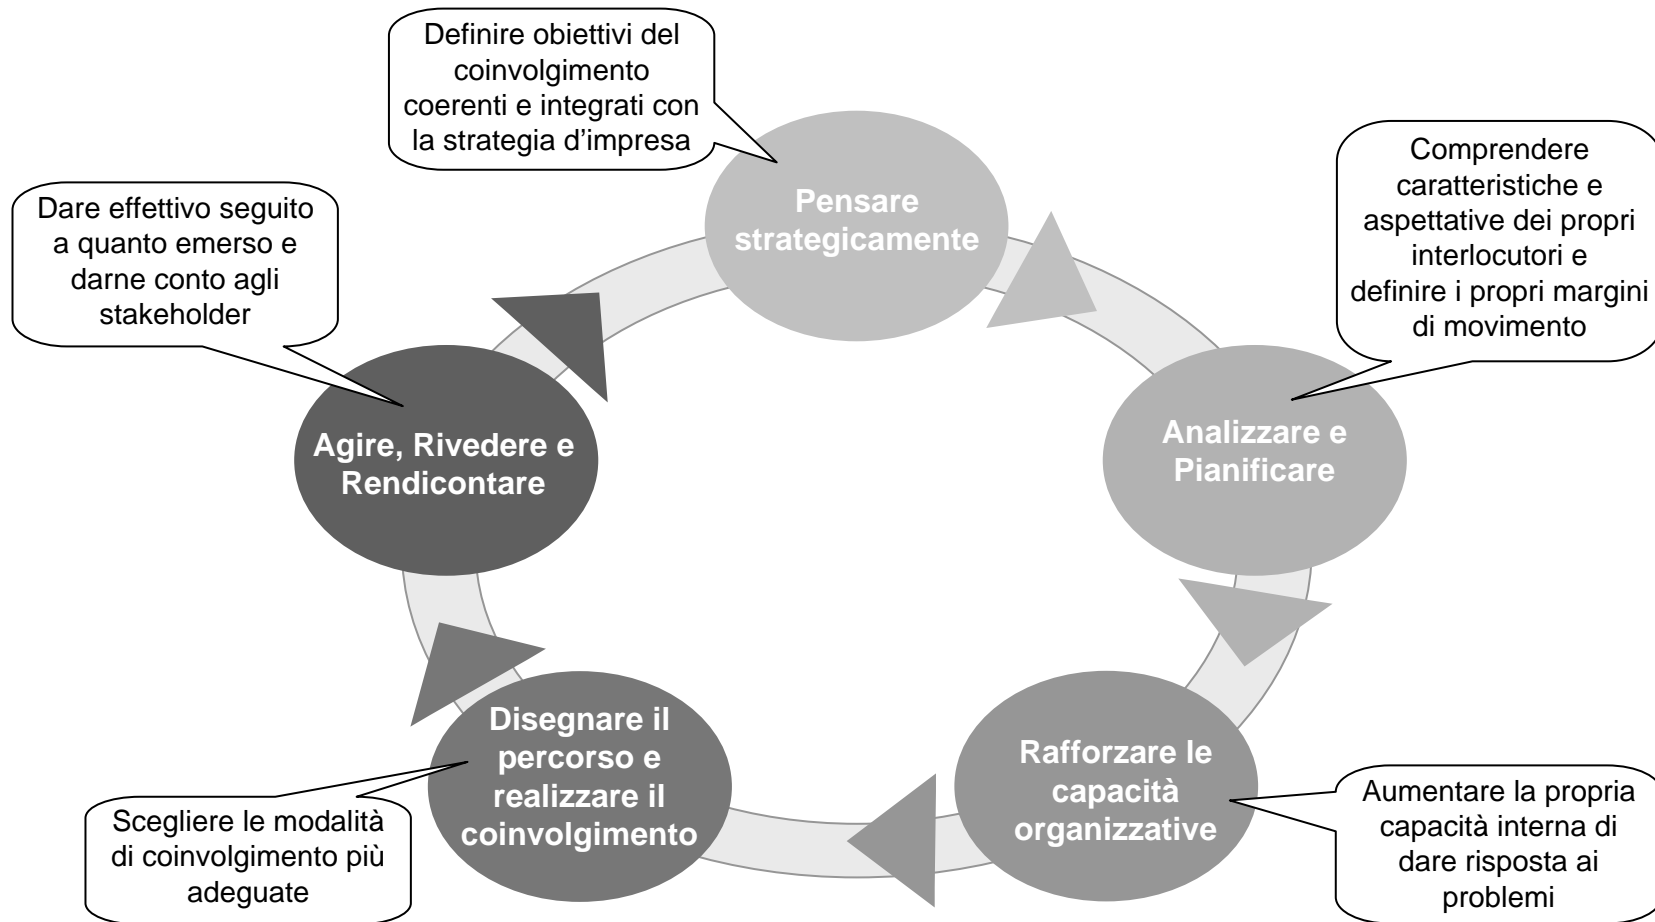 Definire obiettivi del
coinvolgimento
coerenti e integrati con
la strategia d'impresa
Pensare
strategicamente
Comprendere
caratteristiche e
aspettative dei propri
interlocutori e
definire i propri margini
di movimento
Analizzare e
Pianificare
Rafforzare le
capacità
organizzative
Aumentare la propria
capacità interna di
dare risposta ai
problemi
Disegnare il
percorso e
realizzare il
coinvolgimento
Scegliere le modalità
di coinvolgimento più
adeguate
Agire, Rivedere e
Rendicontare
Dare effettivo seguito
a quanto emerso e
darne conto agli
stakeholder